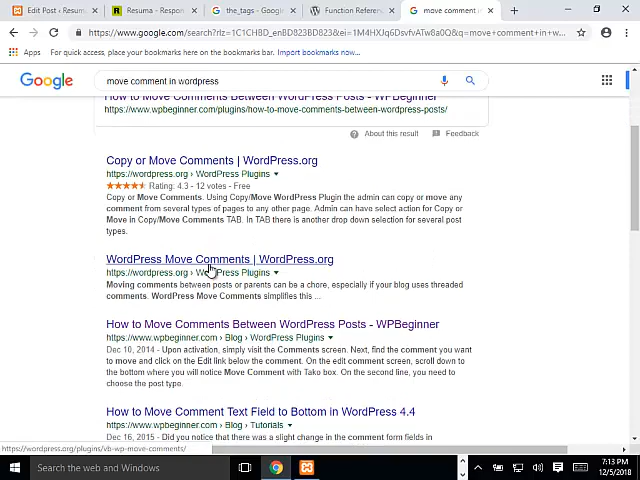 Edit Post ‹ Resum
Resuma - Respon
the_tags - Google
Function Referenc
move comment in
https://www.google.com/search?rlz=1C1CHBD_enBD823BD823&ei=1M4HXJq6DsvfvATw8a0Q&q=move+comment+in+w...
For quick access, place your bookmarks here on the bookmarks bar. Import bookmarks now...
Google
move comment in wordpress
How to Move Comments Between WordPress Posts - WPBeginner
https://www.wpbeginner.com/plugins/how-to-move-comments-between-wordpress-posts/
About this result
Feedback
Copy or Move Comments | WordPress.org
https://wordpress.org › WordPress Plugins
Rating: 4.3 - 12 votes - Free
Copy or Move Comments. Using Copy/Move WordPress Plugin the admin can copy or move any
comment from several types of pages to any other page. Admin can have select action for Copy or
Move in Copy/Move Comments TAB. In TAB there is another drop down selection for several post
types.
WordPress Move Comments | WordPress.org
https://wordpress.org › WordPress Plugins
Moving comments between posts or parents can be a chore, especially if your blog uses threaded
comments. WordPress Move Comments simplifies this ...
How to Move Comments Between WordPress Posts - WPBeginner
https://www.wpbeginner.com › Blog › WordPress Plugins
Dec 10, 2014 - Upon activation, simply visit the Comments screen. Next, find the comment you
want to move and click on the Edit link below the comment. On the edit comment screen, scroll down to
the bottom where you will notice Move Comment with Tako box. On the second line, you need to
choose the post type.
How to Move Comment Text Field to Bottom in WordPress 4.4
https://www.wpbeginner.com › Blog › Tutorials
Dec 16, 2015 - Did you notice that there was a slight change in the comment form fields in
https://wordpress.org/plugins/vb-wp-move-comments/
Search the web and Windows
7:13 PM
12/5/2018